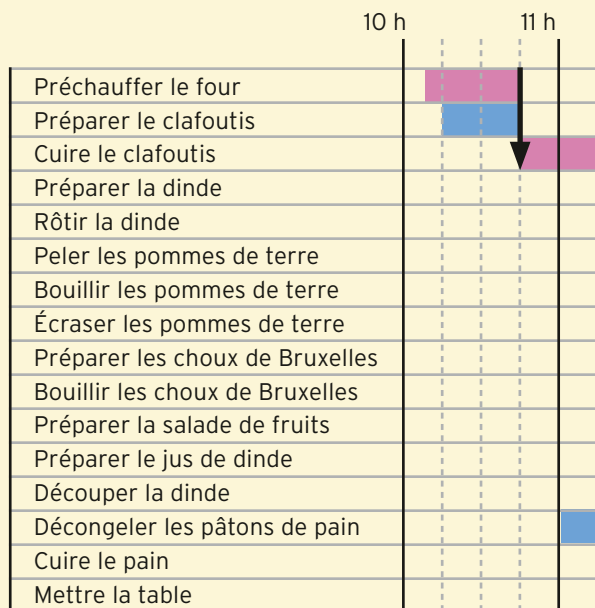 10 h 11 h
Préchauffer le four
Préparer le clafoutis
Cuire le clafoutis
Préparer la dinde
Rôtir la dinde
Peler les pommes de terre
Bouillir les pommes de terre
Écraser les pommes de terre
Préparer les choux de Bruxelles
Bouillir les choux de Bruxelles
Préparer la salade de fruits
Préparer le jus de dinde
Découper la dinde
Décongeler les pâtons de pain
Cuire le pain
Mettre la table